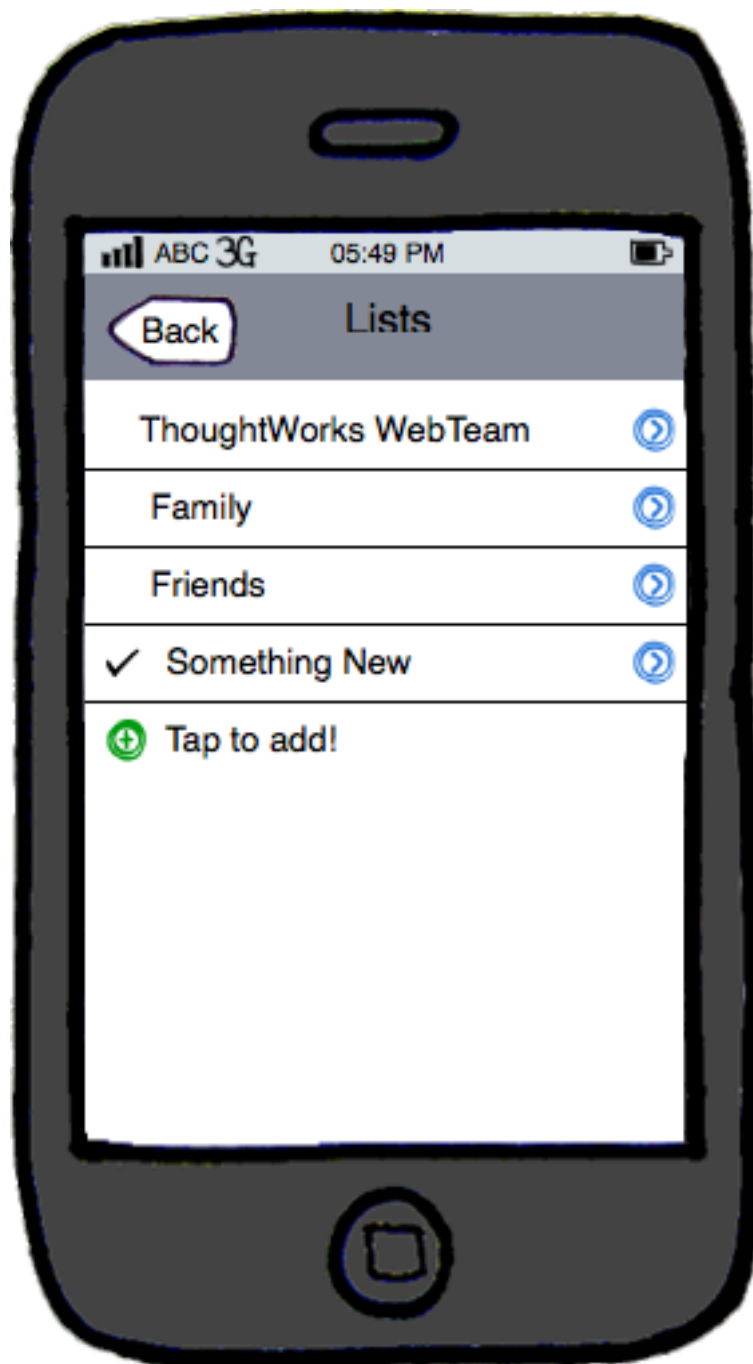 ABC 3G 05:49 PM
Back Lists
ThoughtWorks WebTeam
Family
Friends
Something New
Tap to add!